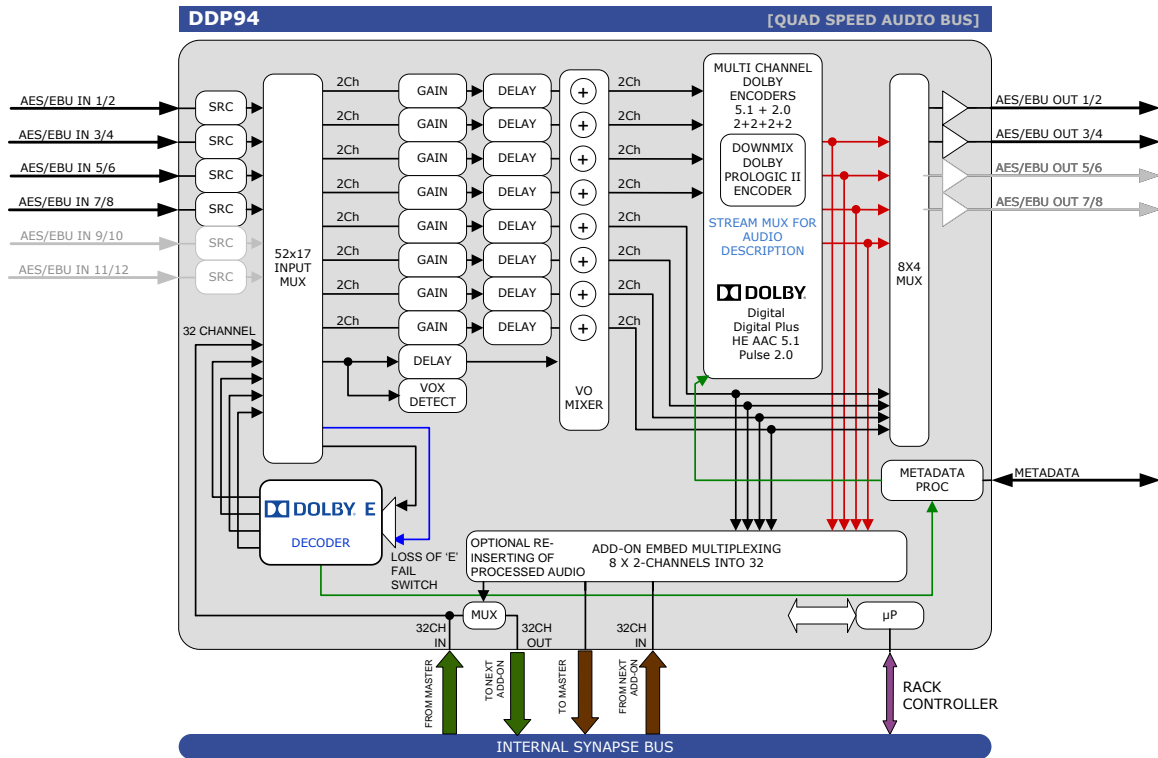 DDP94
[QUAD SPEED AUDIO BUS]
AES/EBU IN 1/2
AES/EBU IN 3/4
AES/EBU IN 5/6
AES/EBU IN 7/8
AES/EBU IN 9/10
AES/EBU IN 11/12
SRC
SRC
SRC
SRC
SRC
SRC
52x17
INPUT
MUX
32 CHANNEL
2Ch
2Ch
2Ch
2Ch
2Ch
2Ch
2Ch
2Ch
GAIN
GAIN
GAIN
GAIN
GAIN
GAIN
GAIN
GAIN
DELAY
VOX
DETECT
DELAY
DELAY
DELAY
DELAY
DELAY
DELAY
DELAY
DELAY
+
+
+
+
+
+
+
+
VO
MIXER
2Ch
2Ch
2Ch
2Ch
2Ch
2Ch
2Ch
2Ch
MULTI CHANNEL
DOLBY
ENCODERS
5.1 + 2.0
2+2+2+2
DOWNMIX
DOLBY
PROLOGIC II
ENCODER
STREAM MUX FOR
AUDIO
DESCRIPTION
DOLBY.
Digital
Digital Plus
HE AAC 5.1
Pulse 2.0
8X4
MUX
AES/EBU OUT 1/2
AES/EBU OUT 3/4
AES/EBU OUT 5/6
AES/EBU OUT 7/8
METADATA
PROC
METADATA
DOLBY. E
DECODER
LOSS OF ‘E’
FAIL
SWITCH
OPTIONAL RE-
INSERTING OF
PROCESSED AUDIO
ADD-ON EMBED MULTIPLEXING
8 X 2-CHANNELS INTO 32
MUX
µP
32CH
IN
32CH
OUT
32CH
IN
FROM MASTER
TO NEXT
ADD-ON
TO MASTER
FROM NEXT
ADD-ON
RACK
CONTROLLER
INTERNAL SYNAPSE BUS